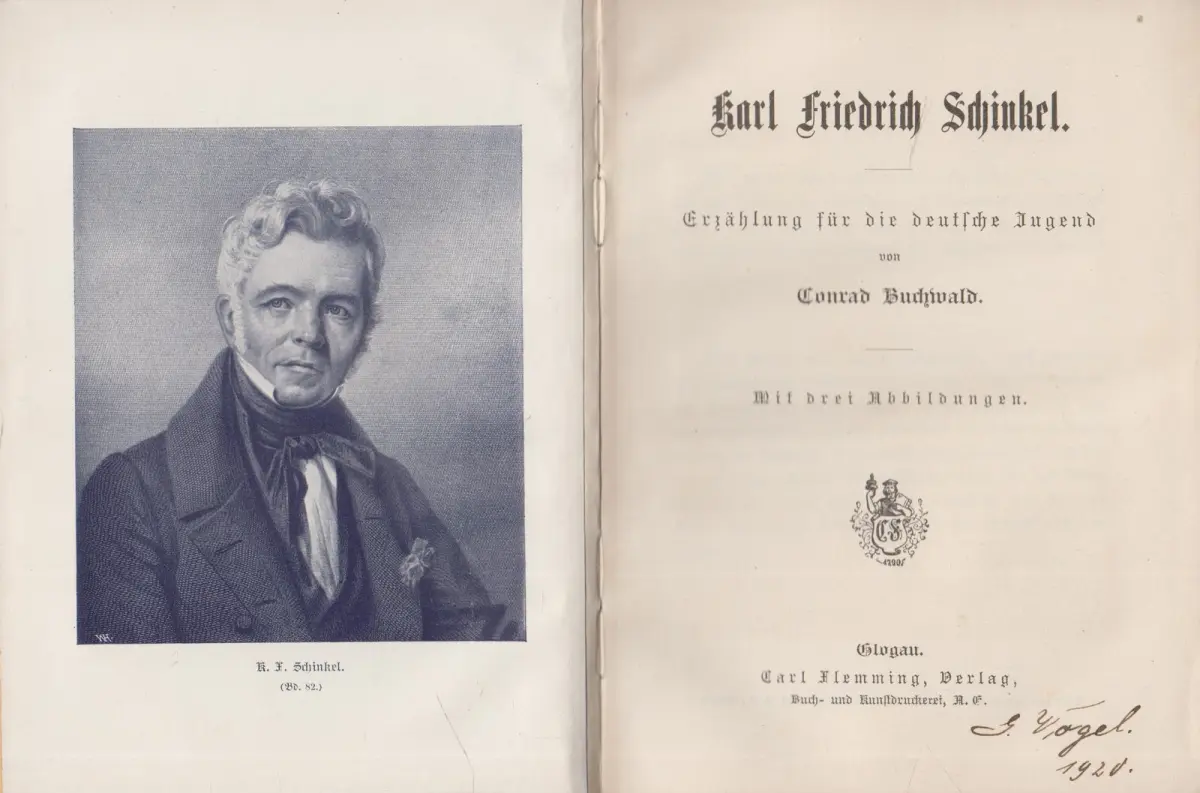 K. F. Schinkel.
(Bd. 82.)
Karl Friedrich Schinkel.
Erzählung für die deutſche Jugend
von
Conrad Buchwald.
Mit drei Abbildungen.
CF
Glogau.
Carl Flemming, Verlag,
Buch- und Kunſtdruckerei, A. G.
G. Vogel.
1920.